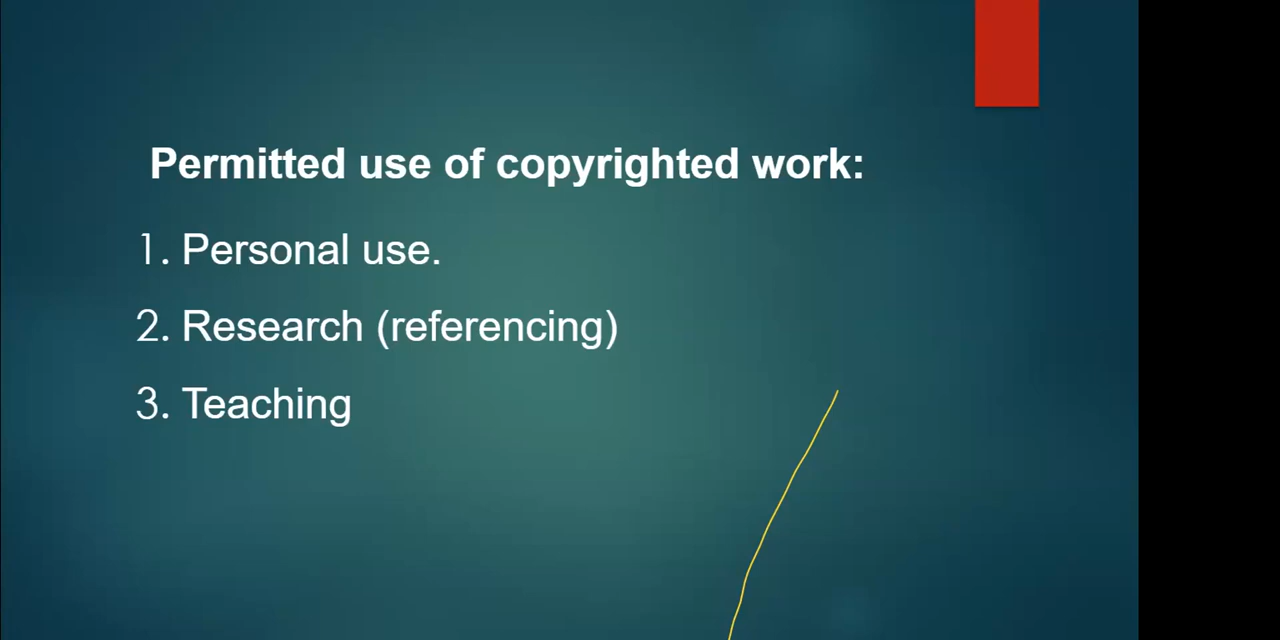 Permitted use of copyrighted work:
1. Personal use.
2. Research (referencing)
3. Teaching